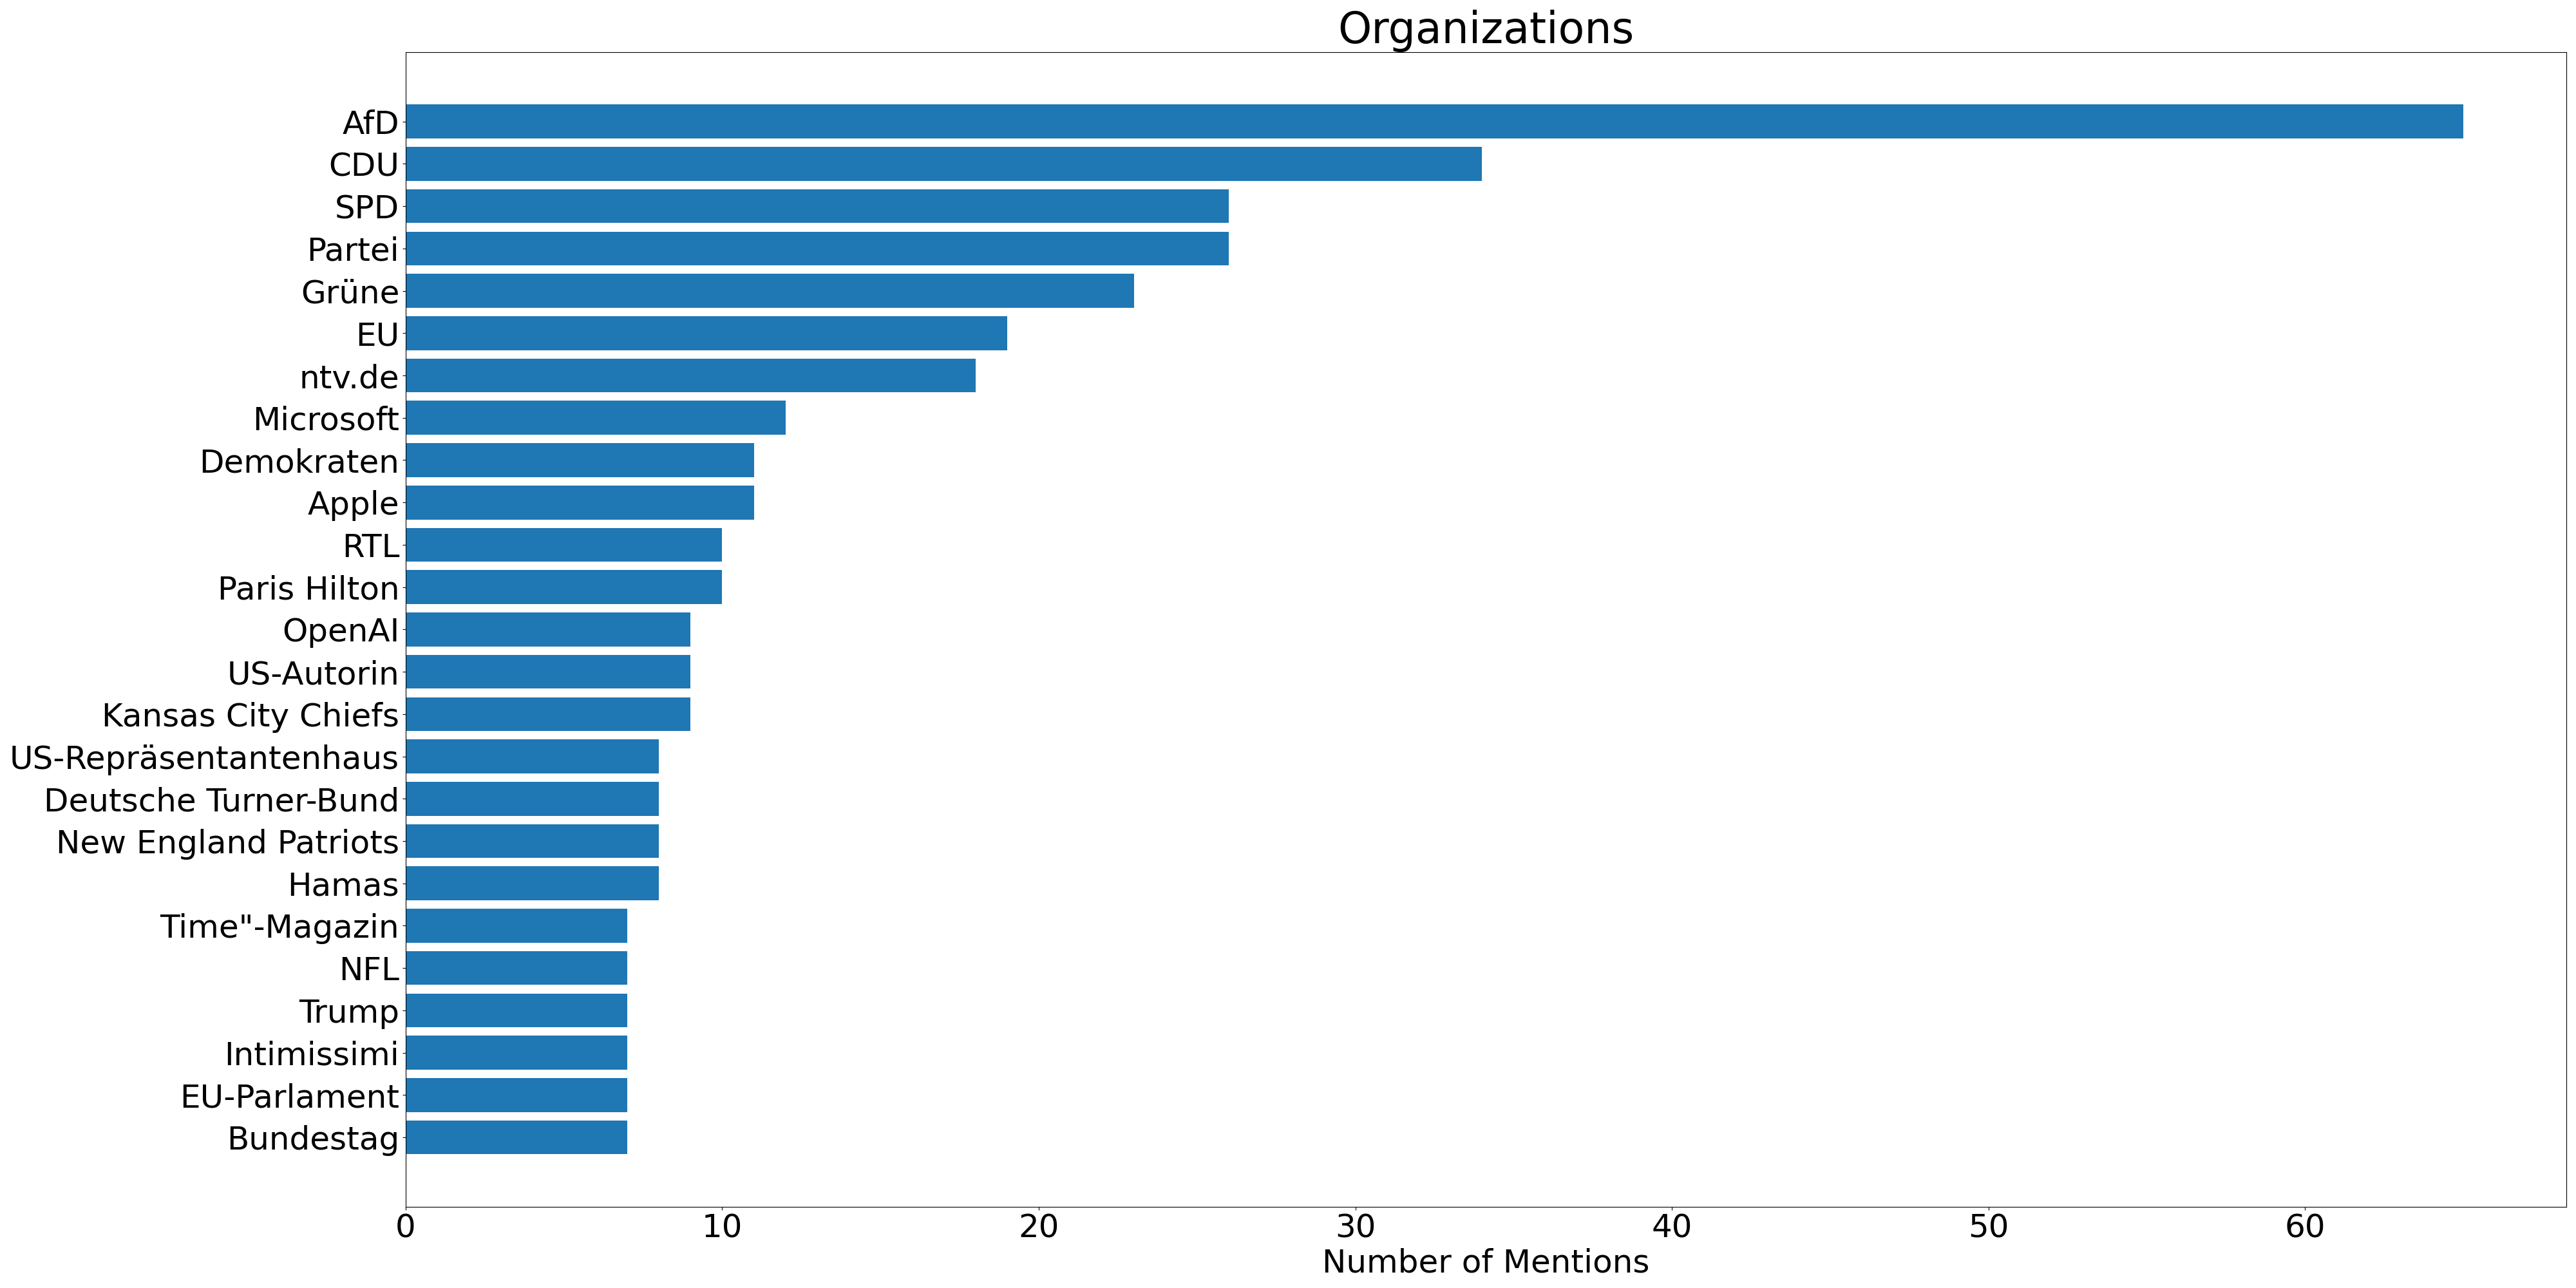 Organizations
AfD
CDU
SPD
Partei
Grüne
EU
ntv.de
Microsoft
Demokraten
Apple
RTL
Paris Hilton
OpenAI
US-Autorin
Kansas City Chiefs
US-Repräsentantenhaus
Deutsche Turner-Bund
New England Patriots
Hamas
Time"-Magazin
NFL
Trump
Intimissimi
EU-Parlament
Bundestag
0 10 20 30 40 50 60
Number of Mentions